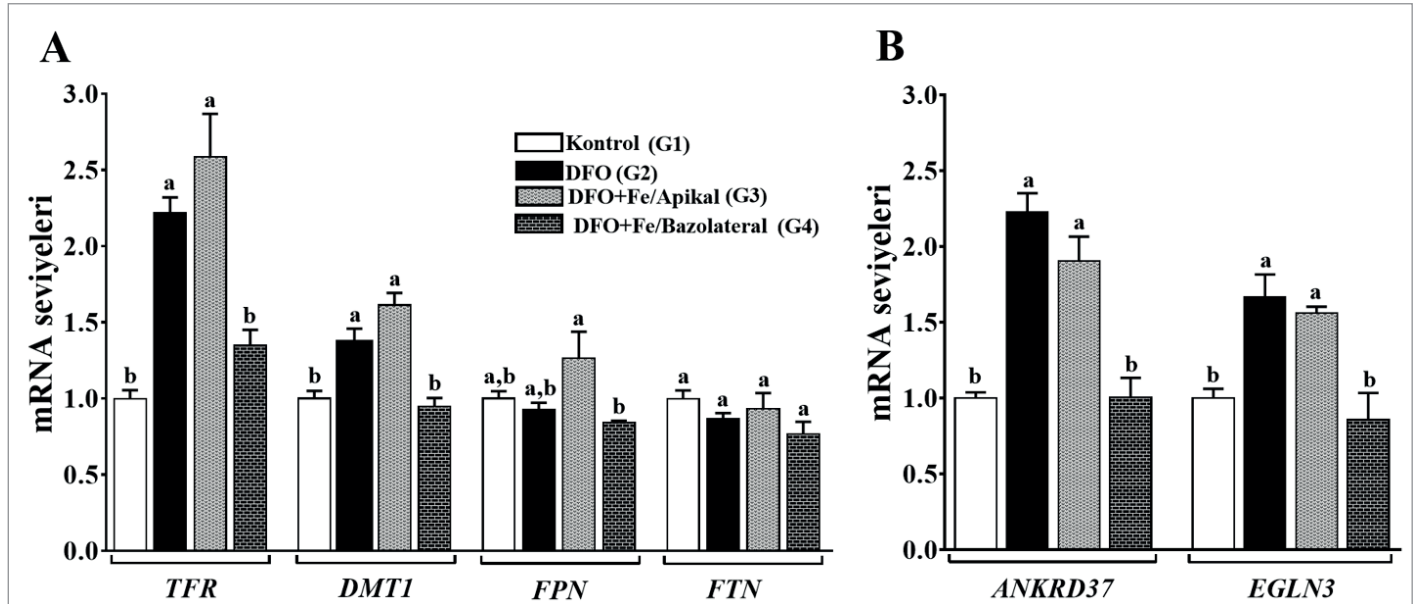 A
mRNA seviyeleri
3.0
2.5
2.0
1.5
1.0
0.5
0.0
b
a
a
b
b
a
a
b
a,b
a,b
a
b
a
a
a
a
TFR
DMT1
FPN
FTN
Kontrol (G1)
DFO (G2)
DFO+Fe/Apikal (G3)
DFO+Fe/Bazolateral (G4)
B
mRNA seviyeleri
3.0
2.5
2.0
1.5
1.0
0.5
0.0
b
a
a
b
b
a
a
b
ANKRD37
EGLN3